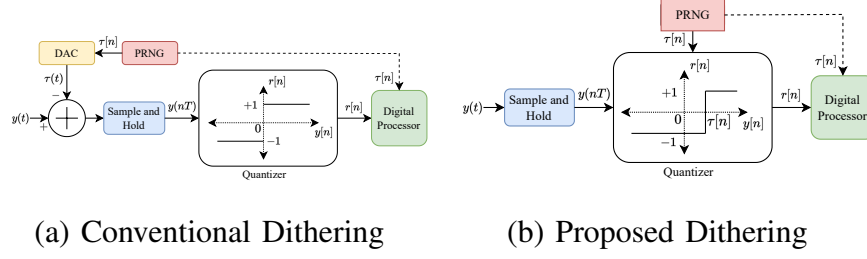 DAC
τ[n]
PRNG
τ(t)
−
y(t)
+
Sample and
Hold
y(nT)
r[n]
+1
0
y[n]
−1
Quantizer
r[n]
τ[n]
Digital
Processor
(a) Conventional Dithering
PRNG
τ[n]
y(t)
Sample and
Hold
y(nT)
r[n]
+1
0
τ[n]
y[n]
−1
Quantizer
r[n]
τ[n]
Digital
Processor
(b) Proposed Dithering